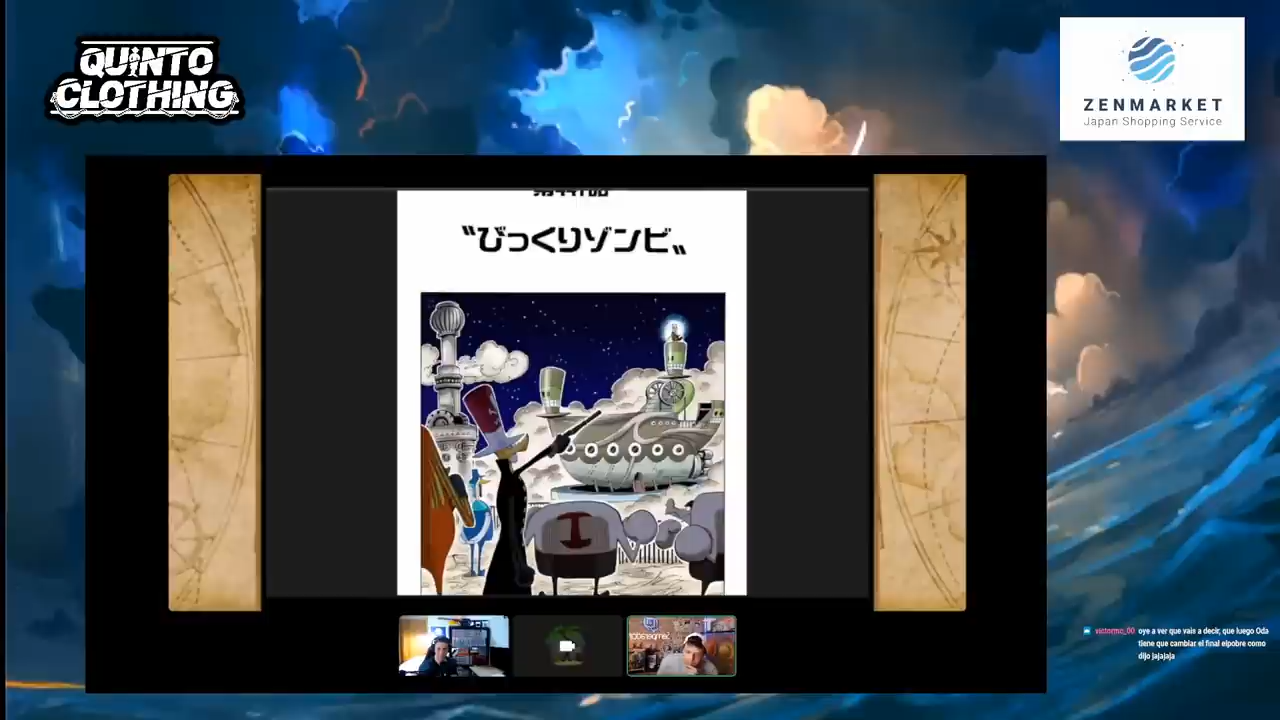 QUINTO
CLOTHING
ZENMARKET
Japan Shopping Service
〝びっくりゾンビ〟
victormo_00 oye a ver que vais a decir, que luego Oda
tiene que cambiar el final elpobre como
dijo jajajaja